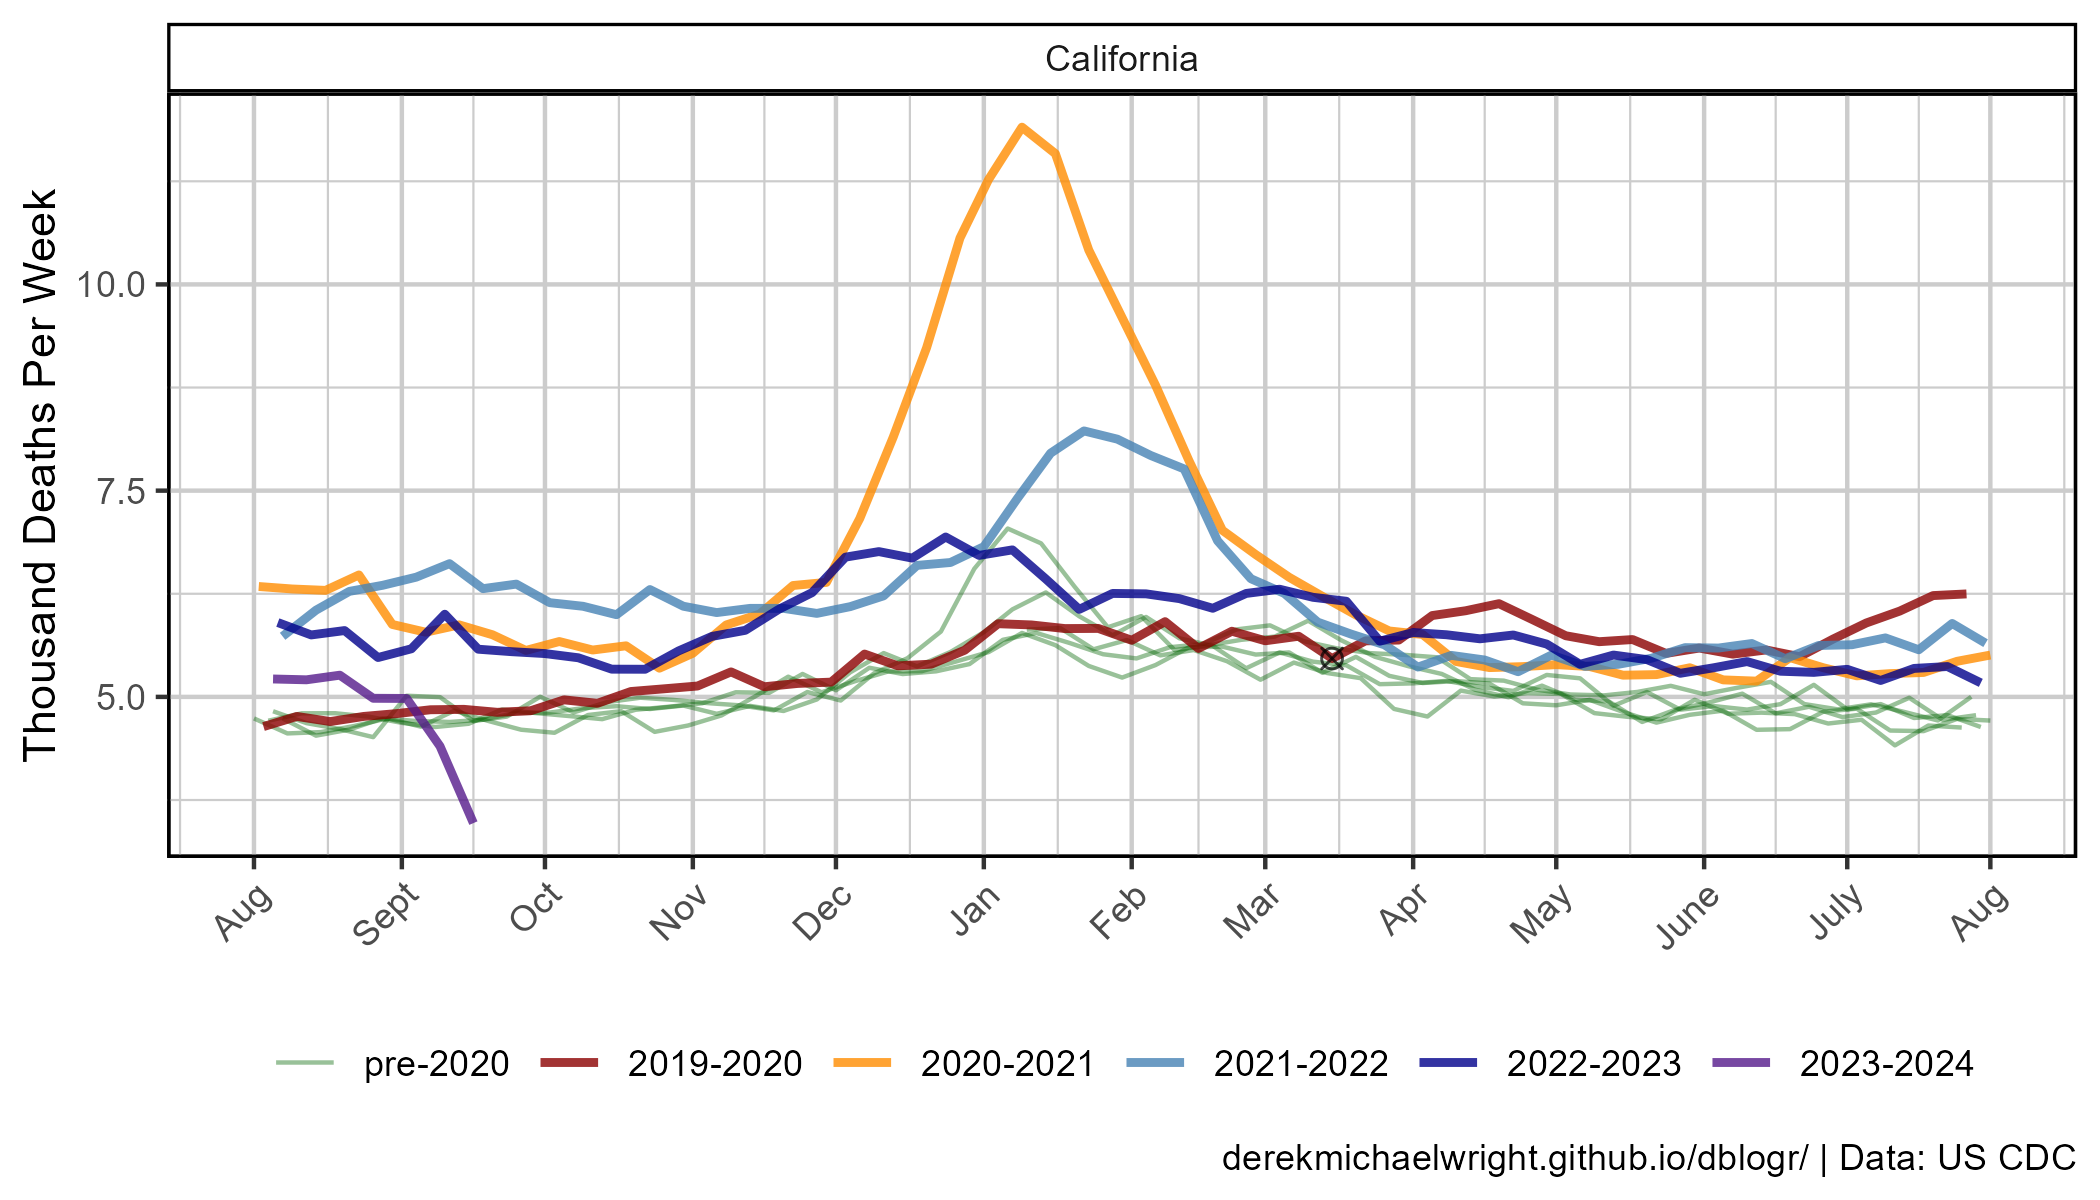 California
Thousand Deaths Per Week
10.0
7.5
5.0
Aug Sept Oct Nov Dec Jan Feb Mar Apr May June July Aug
pre-2020 2019-2020 2020-2021 2021-2022 2022-2023 2023-2024
derekmichaelwright.github.io/dblogr/ | Data: US CDC